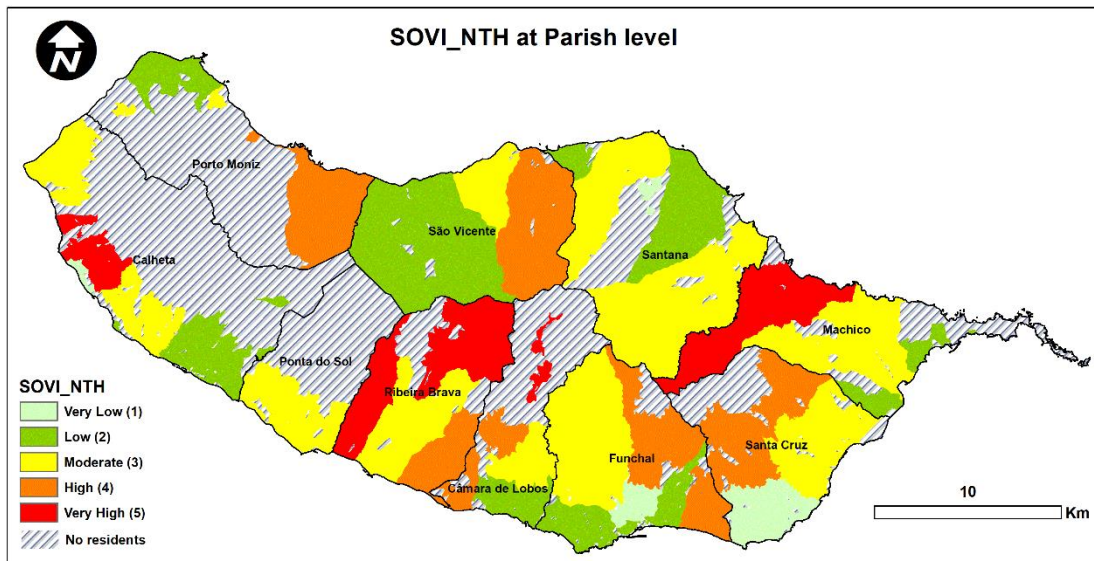 SOVI_NTH at Parish level
N
Porto Moniz
São Vicente
Santana
Calheta
Machico
Ponta do Sol
Ribeira Brava
Santa Cruz
Funchal
Câmara de Lobos
SOVI_NTH
Very Low (1)
Low (2)
Moderate (3)
High (4)
Very High (5)
No residents
10
Km